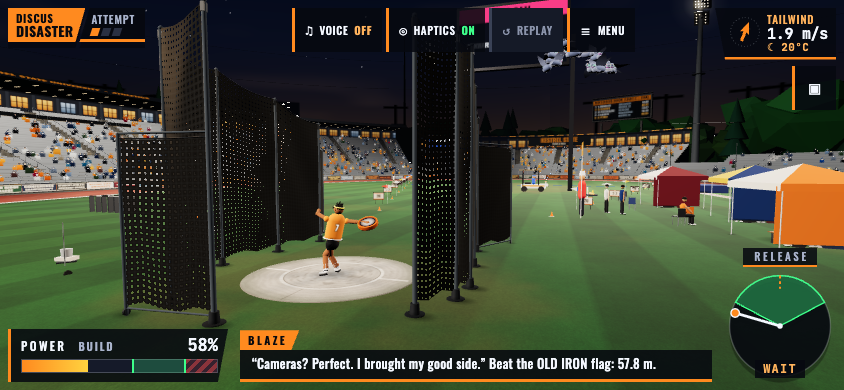 DISCUS
DISASTER
ATTEMPT
♫ VOICE OFF
◎ HAPTICS ON
↺ REPLAY
≡ MENU
TAILWIND
1.9 m/s
☾ 20°C
RELEASE
WAIT
POWER BUILD 58%
BLAZE
“Cameras? Perfect. I brought my good side.” Beat the OLD IRON flag: 57.8 m.